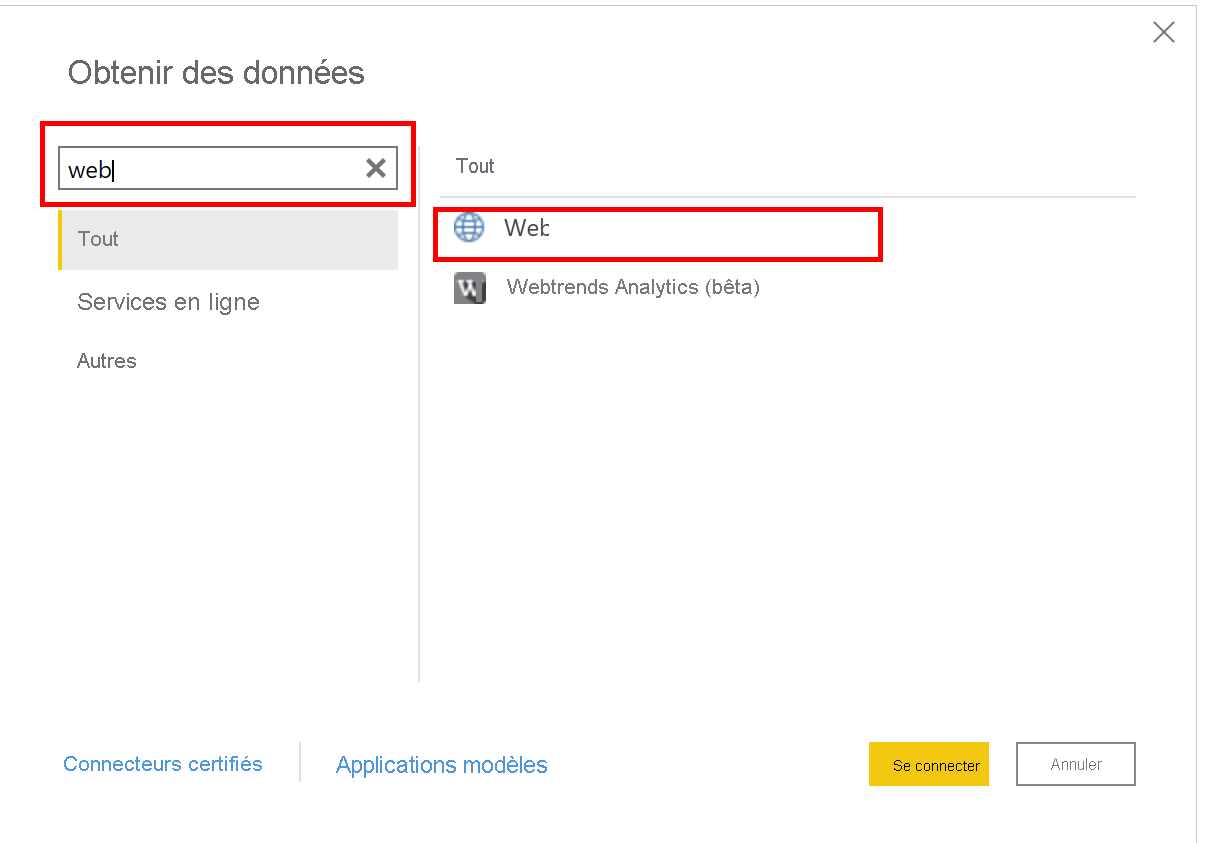 Obtenir des données
web
Tout
Services en ligne
Autres
Tout
Web
Webtrends Analytics (bêta)
Connecteurs certifiés
Applications modèles
Se connecter
Annuler